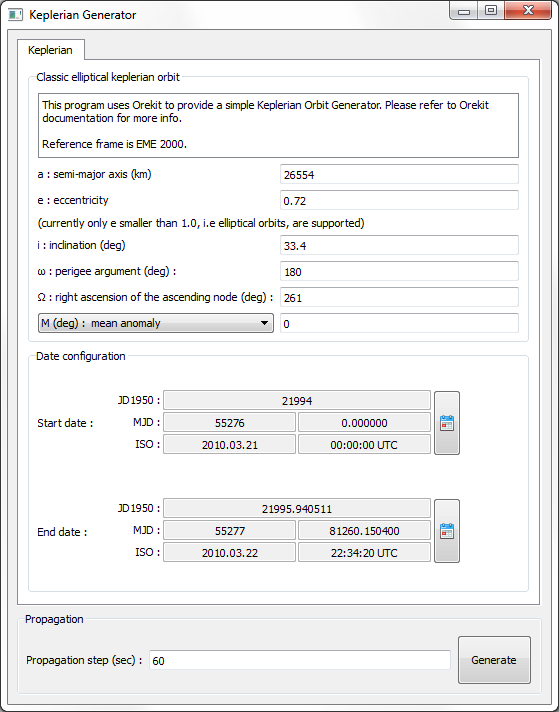 Keplerian Generator
Keplerian
Classic elliptical keplerian orbit
This program uses Orekit to provide a simple Keplerian Orbit Generator. Please refer to Orekit
documentation for more info.
Reference frame is EME 2000.
a : semi-major axis (km) 26554
e : eccentricity 0.72
(currently only e smaller than 1.0, i.e elliptical orbits, are supported)
i : inclination (deg) 33.4
ω : perigee argument (deg) : 180
Ω : right ascension of the ascending node (deg) : 261
M (deg) : mean anomaly 0
Date configuration
JD1950 : 21994
Start date : MJD : 55276 0.000000
ISO : 2010.03.21 00:00:00 UTC
JD1950 : 21995.940511
End date : MJD : 55277 81260.150400
ISO : 2010.03.22 22:34:20 UTC
Propagation
Propagation step (sec) : 60 Generate